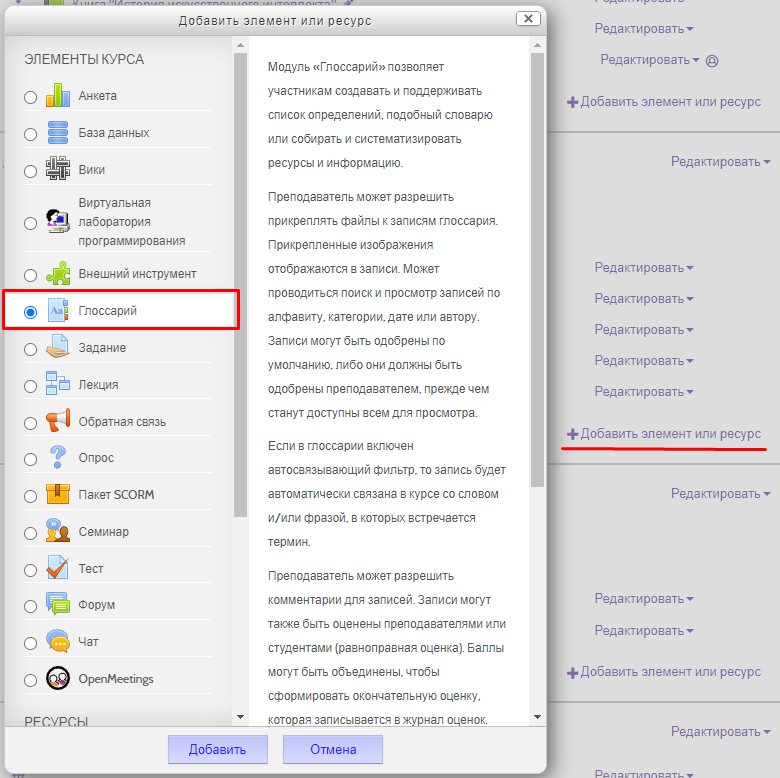 Книга "История искусственного интеллекта"
Добавить элемент или ресурс
ЭЛЕМЕНТЫ КУРСА
Анкета
База данных
Вики
Виртуальная
лаборатория
программирования
Внешний инструмент
Глоссарий
Задание
Лекция
Обратная связь
Опрос
Пакет SCORM
Семинар
Тест
Форум
Чат
OpenMeetings
РЕСУРСЫ
Модуль «Глоссарий» позволяет
участникам создавать и поддерживать
список определений, подобный словарю
или собирать и систематизировать
ресурсы и информацию.
Преподаватель может разрешить
прикреплять файлы к записям глоссария.
Прикрепленные изображения
отображаются в записи. Может
проводиться поиск и просмотр записей по
алфавиту, категории, дате или автору.
Записи могут быть одобрены по
умолчанию, либо они должны быть
одобрены преподавателем, прежде чем
станут доступны всем для просмотра.
Если в глоссарии включен
автосвязывающий фильтр, то запись будет
автоматически связана в курсе со словом
и/или фразой, в которых встречается
термин.
Преподаватель может разрешить
комментарии для записей. Записи могут
также быть оценены преподавателями или
студентами (равноправная оценка). Баллы
могут быть объединены, чтобы
сформировать окончательную оценку,
которая записывается в журнал оценок.
Добавить
Отмена
Редактировать
Редактировать
Редактировать
Добавить элемент или ресурс
Редактировать
Редактировать
Редактировать
Редактировать
Редактировать
Редактировать
Добавить элемент или ресурс
Редактировать
Редактировать
Редактировать
Добавить элемент или ресурс
Редактировать
Редактировать